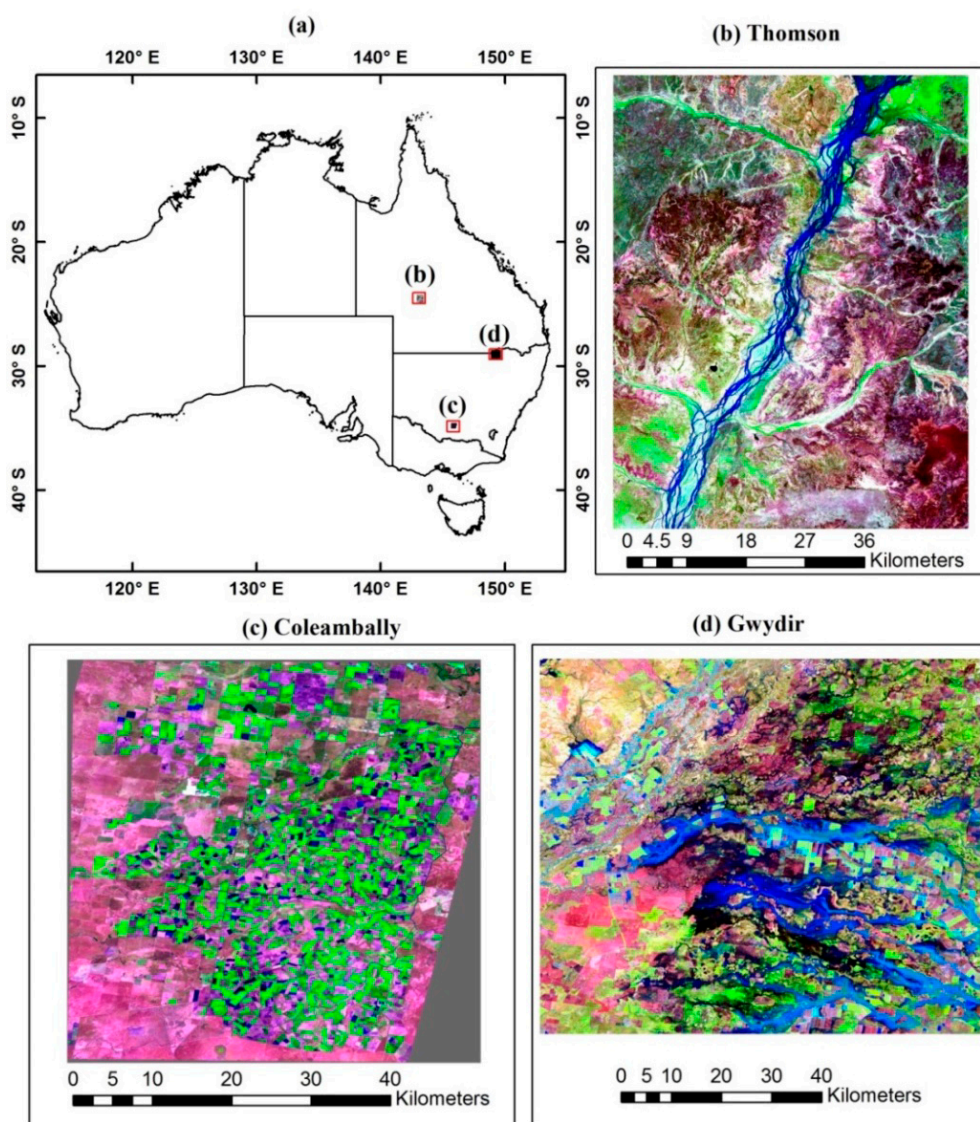 (a)
120° E 130° E 140° E 150° E
10° S 10° S
20° S 20° S
30° S 30° S
40° S 40° S
(b)
(d)
(c)
120° E 130° E 140° E 150° E
(b) Thomson
0 4.5 9 18 27 36
Kilometers
(c) Coleambally
0 5 10 20 30 40
Kilometers
(d) Gwydir
0 5 10 20 30 40
Kilometers